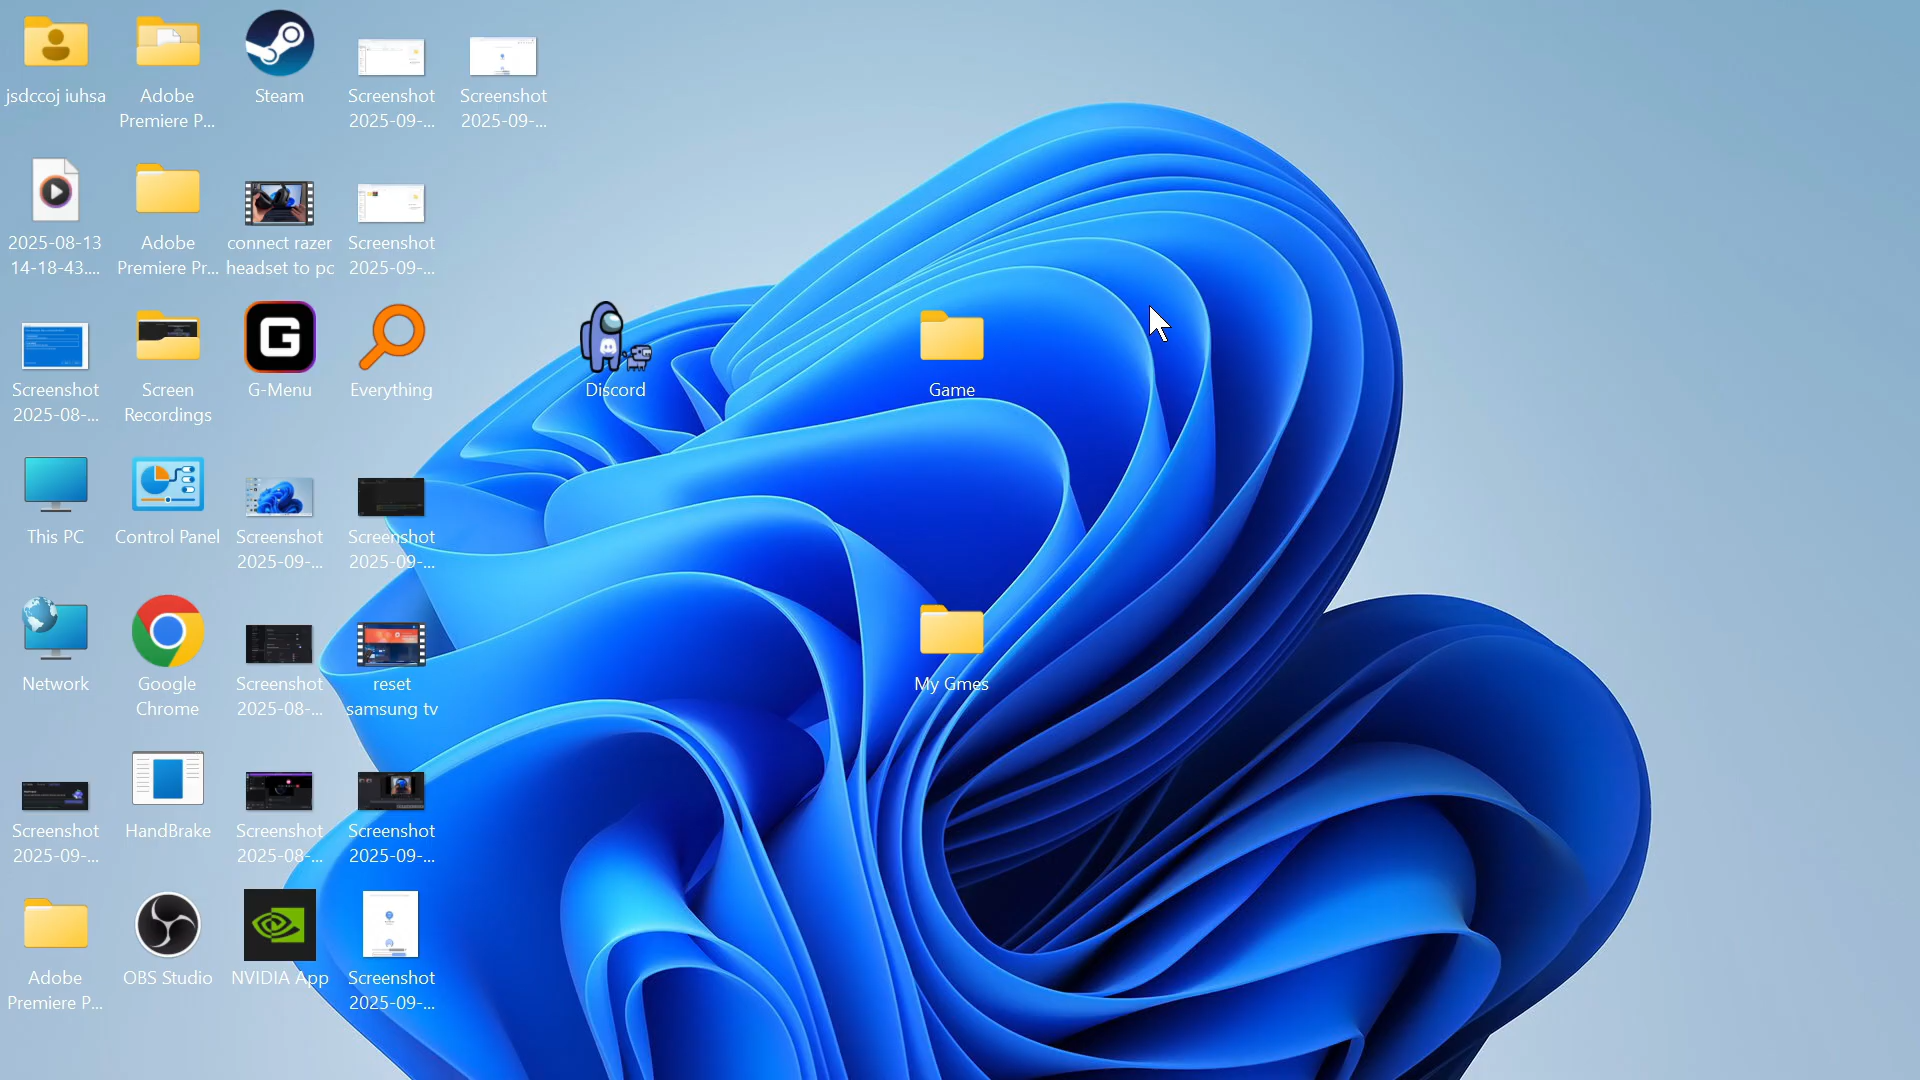 jsdccoj iuhsa
Adobe
Premiere P...
Steam
Screenshot
2025-09-...
Screenshot
2025-09-...
2025-08-13
14-18-43....
Adobe
Premiere Pr...
connect razer
headset to pc
Screenshot
2025-09-...
Screenshot
2025-08-...
Screen
Recordings
G-Menu
Everything
Discord
Game
This PC
Control Panel
Screenshot
2025-09-...
Screenshot
2025-09-...
Network
Google
Chrome
Screenshot
2025-08-...
reset
samsung tv
My Gmes
Screenshot
2025-09-...
HandBrake
Screenshot
2025-08-...
Screenshot
2025-09-...
Adobe
Premiere P...
OBS Studio
NVIDIA App
Screenshot
2025-09-...